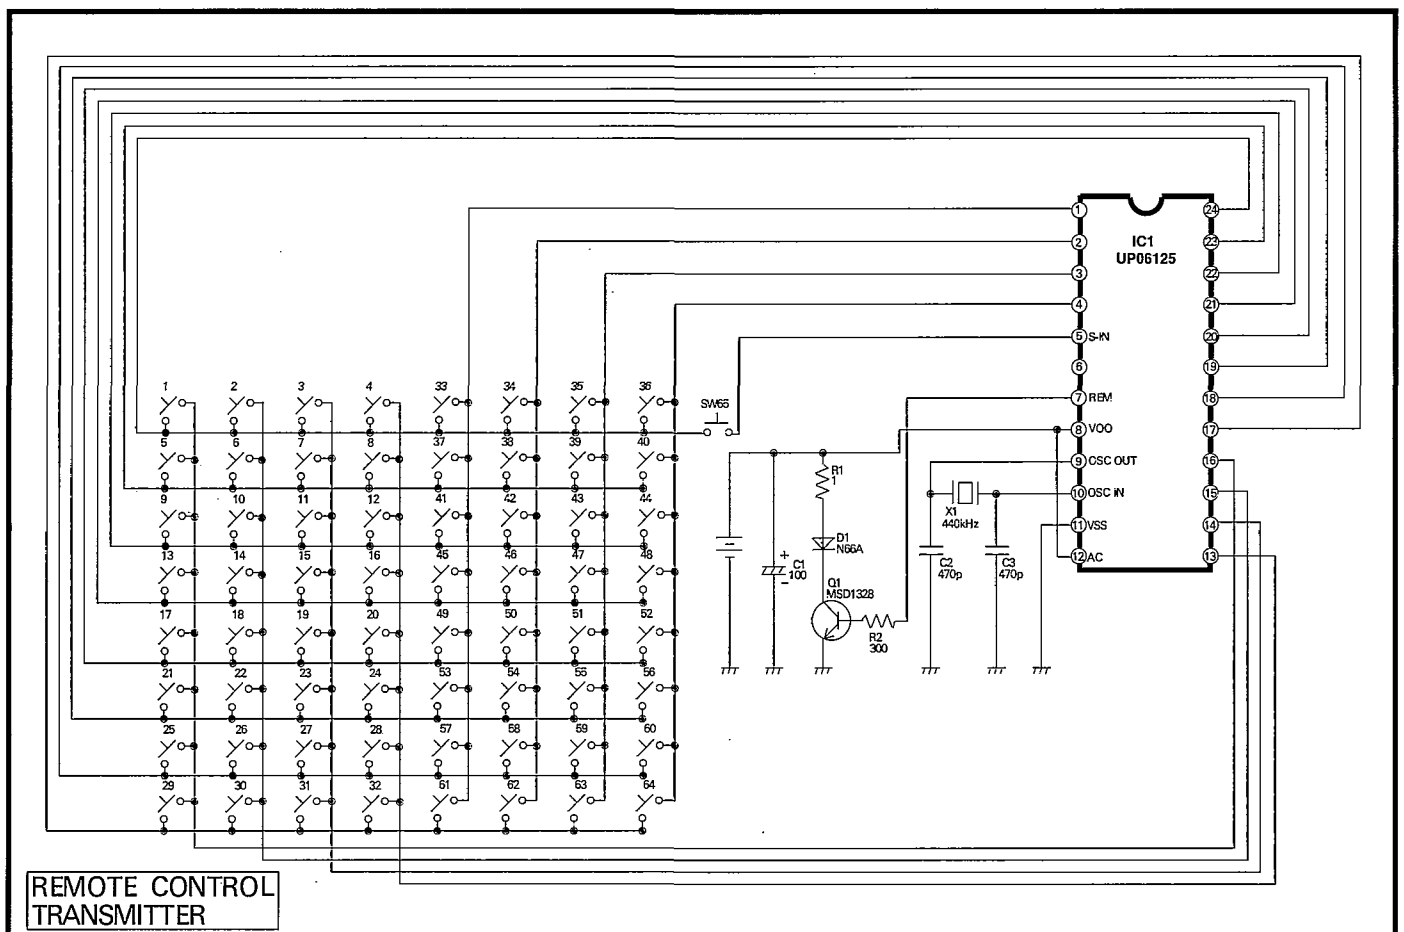 24
1
2
23
IC1
UP06125
3
22
4
21
5 S-IN
20
6
19
1 2 3 4 33 34 35 36
SW65
7 REM
18
5 6 7 8 37 38 39 40
8 VOO
17
9 OSC OUT
16
9 10 11 12 41 42 43 44
R1
1
10 OSC IN
15
X1
440kHz
11 VSS
14
13 14 15 16 45 46 47 48
D1
N66A
12 AC
13
+
C1
100
−
C2
470p
C3
470p
Q1
MSD1328
17 18 19 20 49 50 51 52
R2
300
21 22 23 24 53 54 55 56
25 26 27 28 57 58 59 60
29 30 31 32 61 62 63 64
REMOTE CONTROL
TRANSMITTER